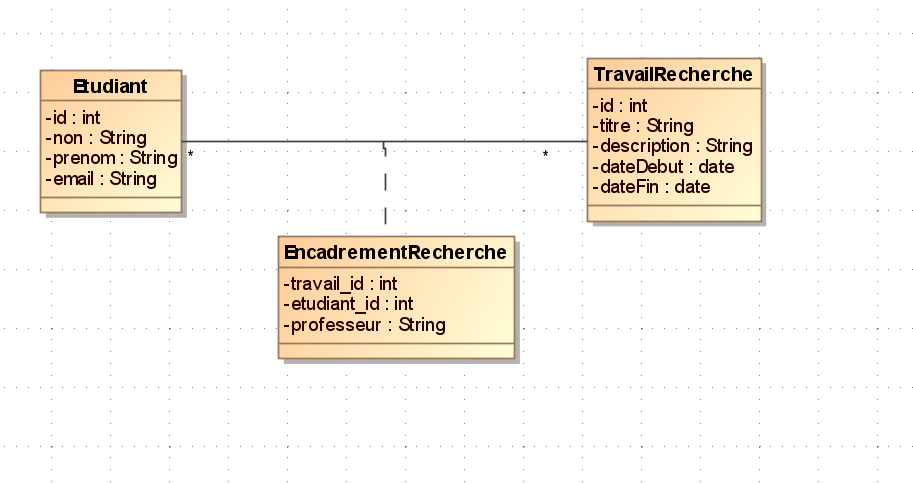 Etudiant
-id : int
-non : String
-prenom : String
-email : String
*
*
TravailRecherche
-id : int
-titre : String
-description : String
-dateDebut : date
-dateFin : date
EncadrementRecherche
-travail_id : int
-etudiant_id : int
-professeur : String